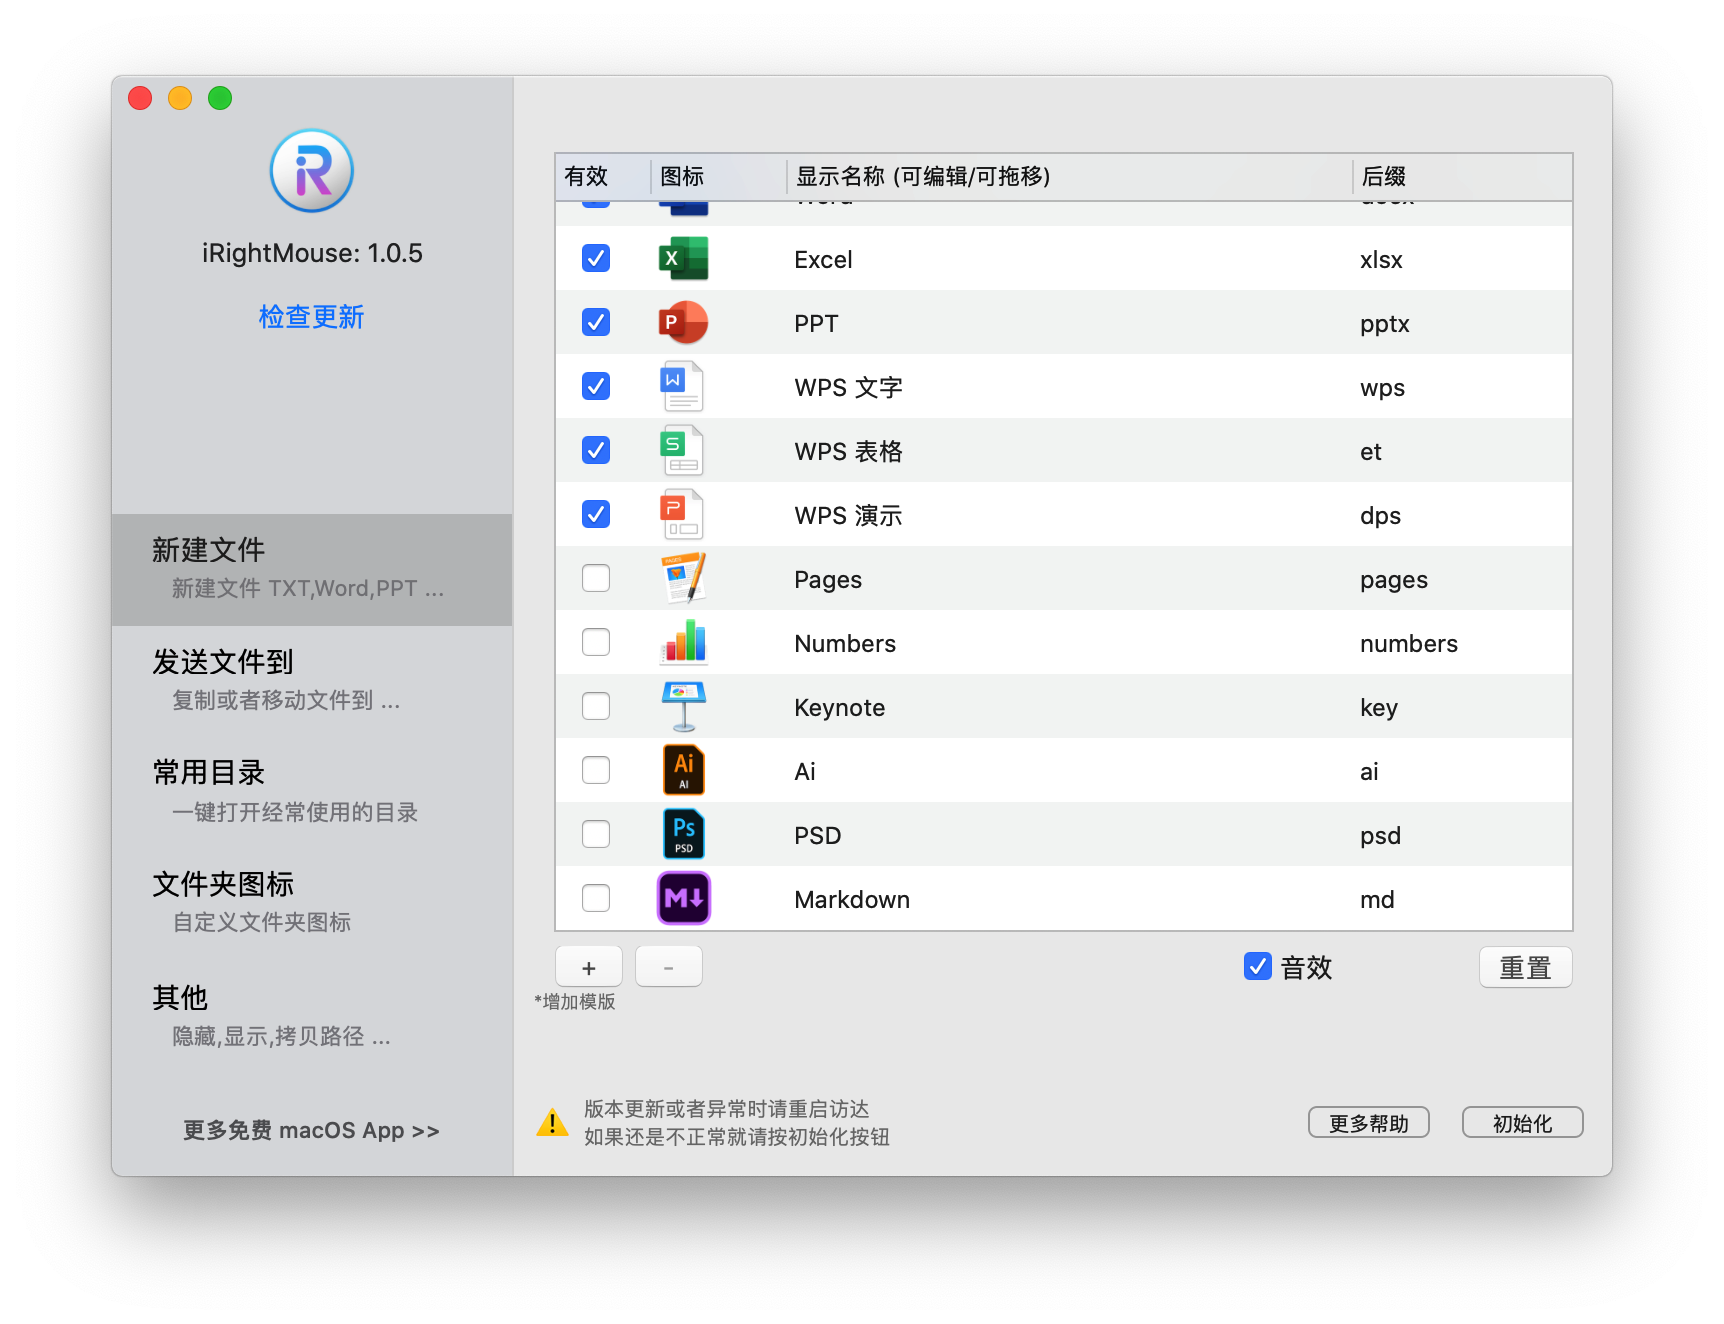 iRightMouse: 1.0.5
检查更新
新建文件
新建文件 TXT,Word,PPT ...
发送文件到
复制或者移动文件到 ...
常用目录
一键打开经常使用的目录
文件夹图标
自定义文件夹图标
其他
隐藏,显示,拷贝路径 ...
更多免费 macOS App >>
有效 图标 显示名称 (可编辑/可拖移) 后缀
X Excel xlsx
P PPT pptx
W WPS 文字 wps
S WPS 表格 et
P WPS 演示 dps
Pages pages
Numbers numbers
Keynote key
Ai AI Ai ai
Ps PSD PSD psd
M Markdown md
+ - 音效 重置
*增加模版
版本更新或者异常时请重启访达
如果还是不正常就请按初始化按钮
更多帮助 初始化